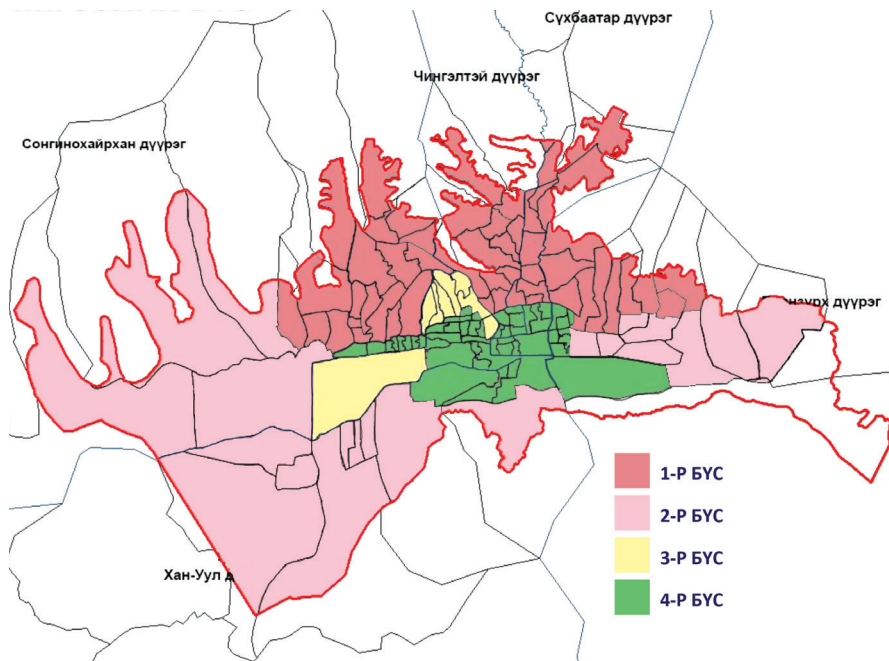 Сүхбаатар дүүрэг
Чингэлтэй дүүрэг
Сонгинохайрхан дүүрэг
дүүрэг
Хан-Уул д
1-Р БҮС
2-Р БҮС
3-Р БҮС
4-Р БҮС